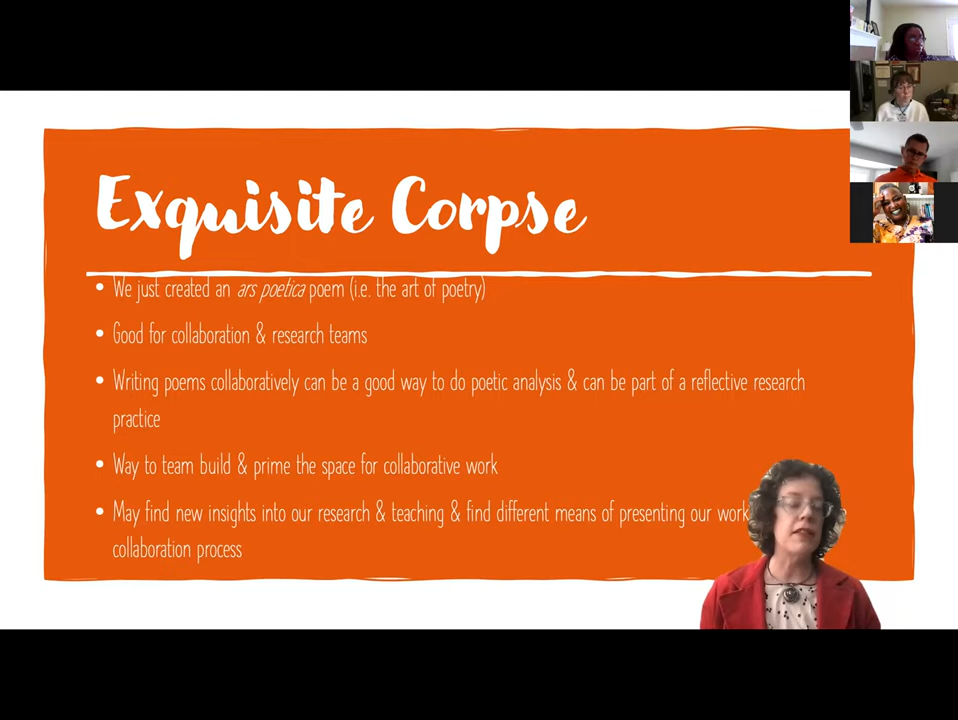 Exquisite Corpse
• We just created an ars poetica poem (i.e. the art of poetry)
• Good for collaboration & research teams
• Writing poems collaboratively can be a good way to do poetic analysis & can be part of a reflective research
practice
• Way to team build & prime the space for collaborative work
• May find new insights into our research & teaching & find different means of presenting our work
collaboration process